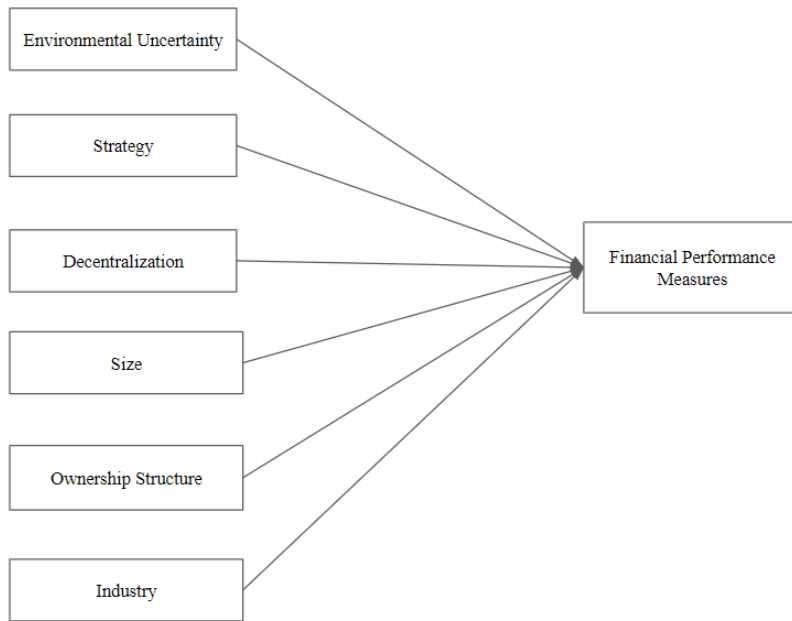 Environmental Uncertainty
Strategy
Decentralization
Size
Ownership Structure
Industry
Financial Performance
Measures